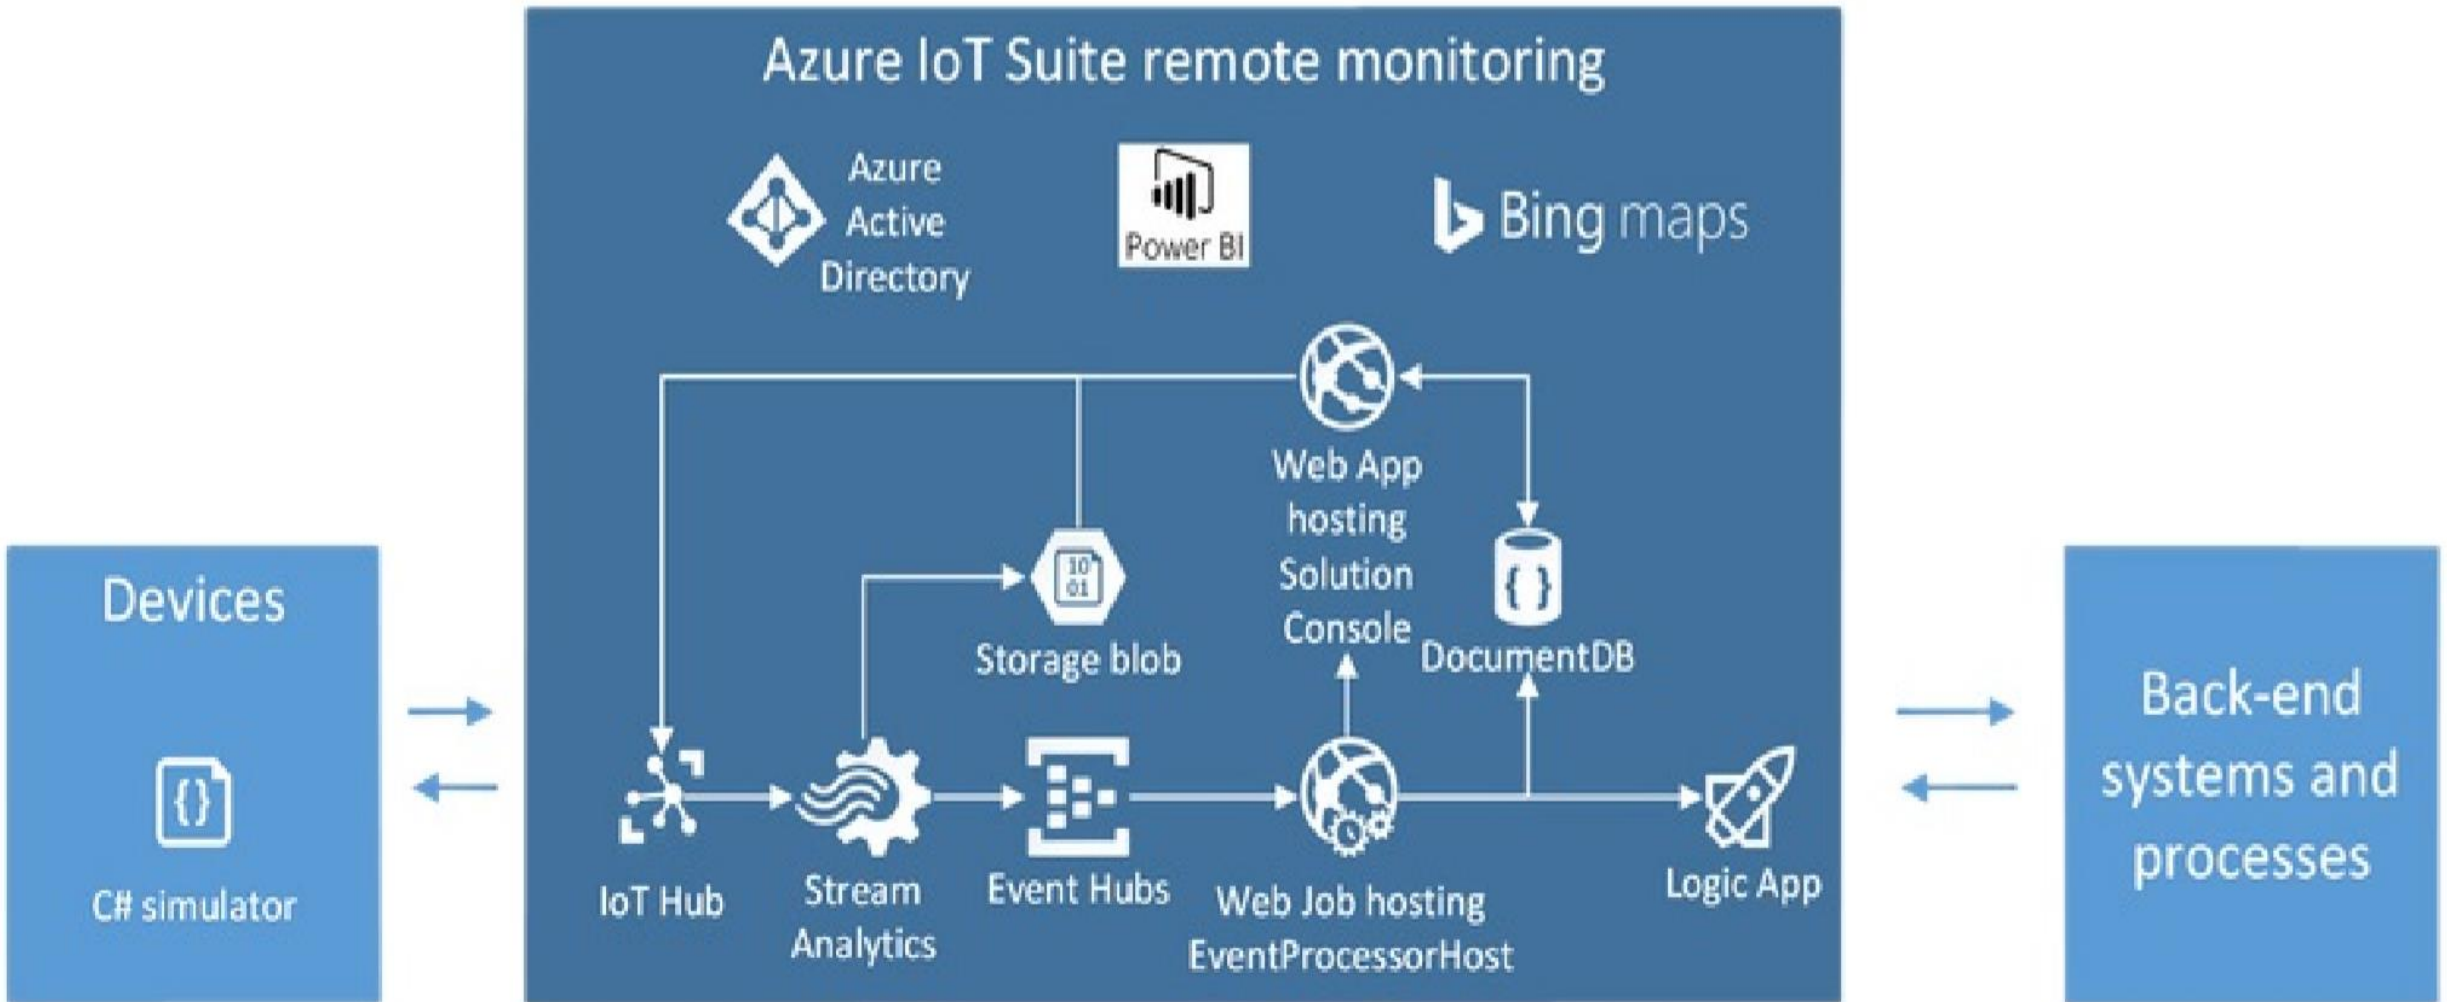 Azure IoT Suite remote monitoring
Azure
Active
Directory
Power BI
Bing maps
Web App
hosting
Solution
Console
10
01
Storage blob
{ }
DocumentDB
Devices
{}
C# simulator
IoT Hub
Stream
Analytics
Event Hubs
Web Job hosting
EventProcessorHost
Logic App
Back-end
systems and
processes